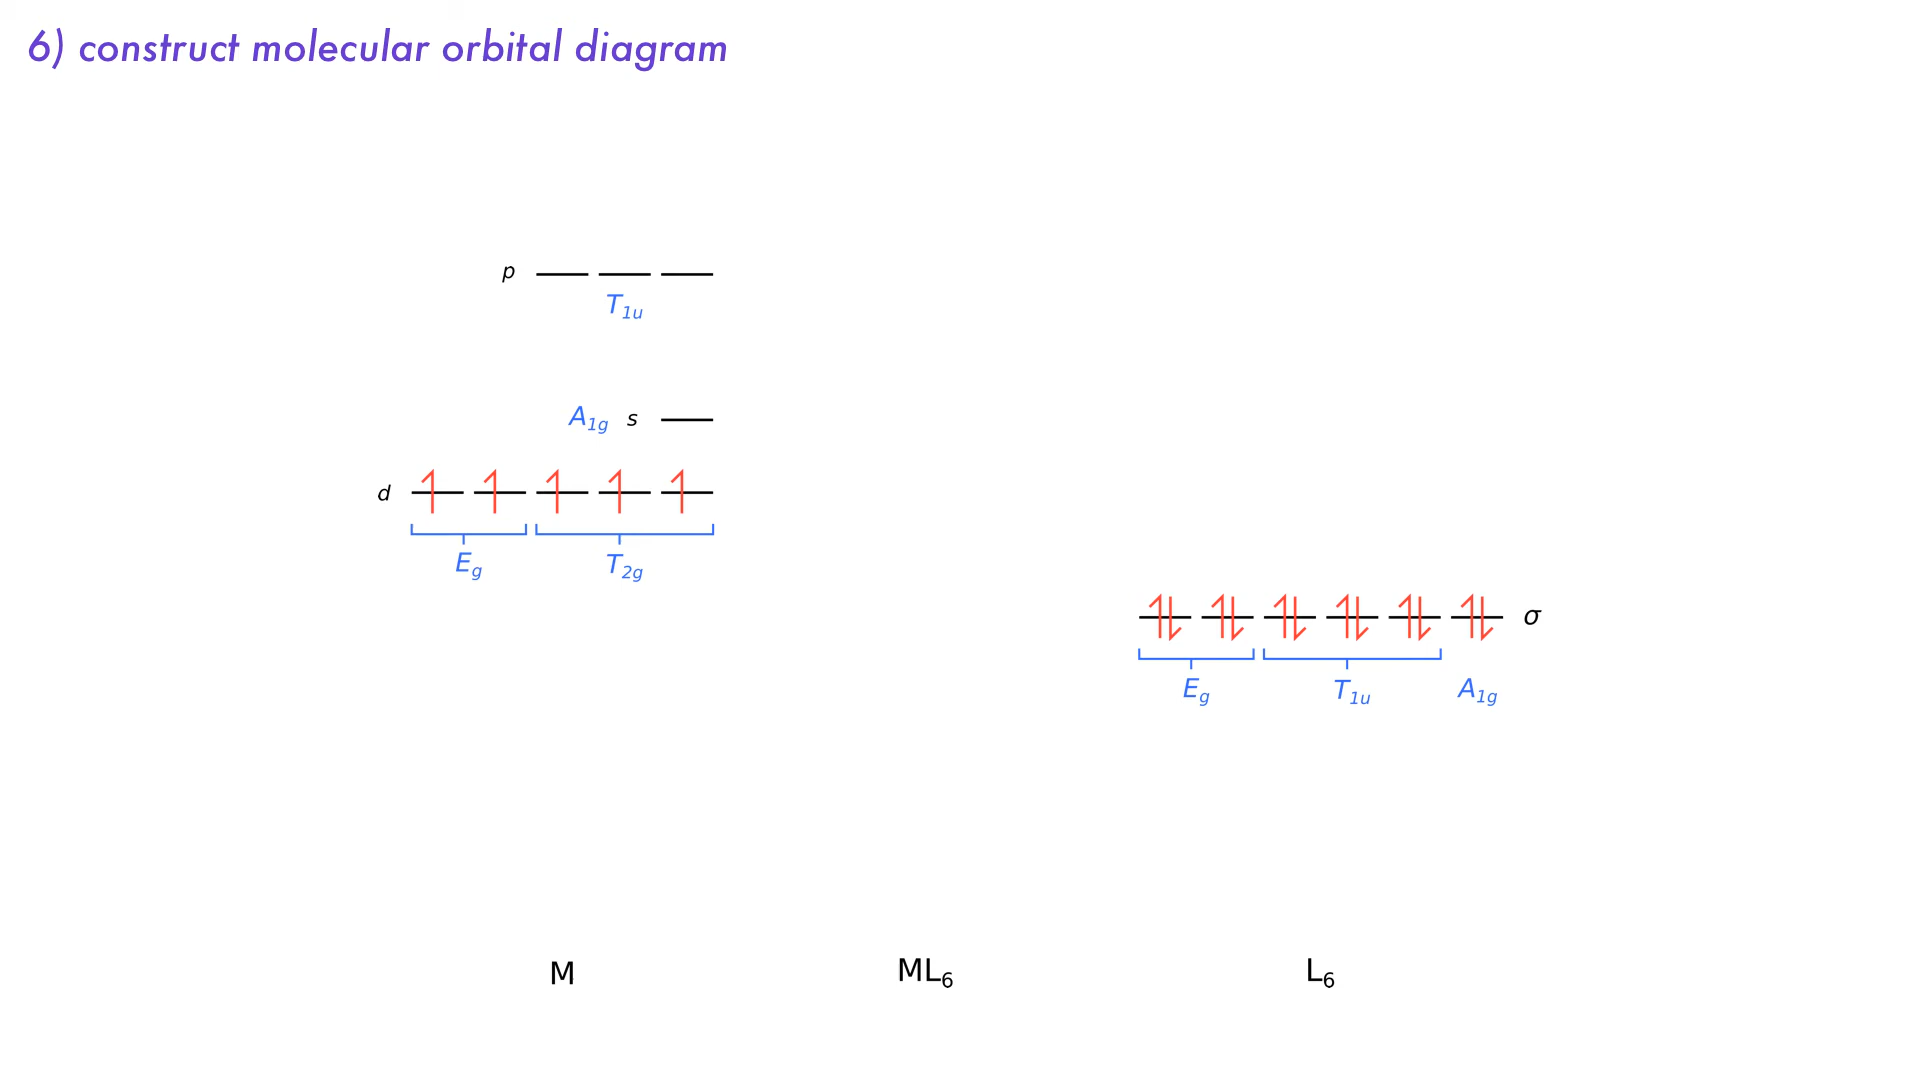 6) construct molecular orbital diagram
p
T1u
A1g s
d
Eg T2g
σ
Eg T1u A1g
M ML6 L6